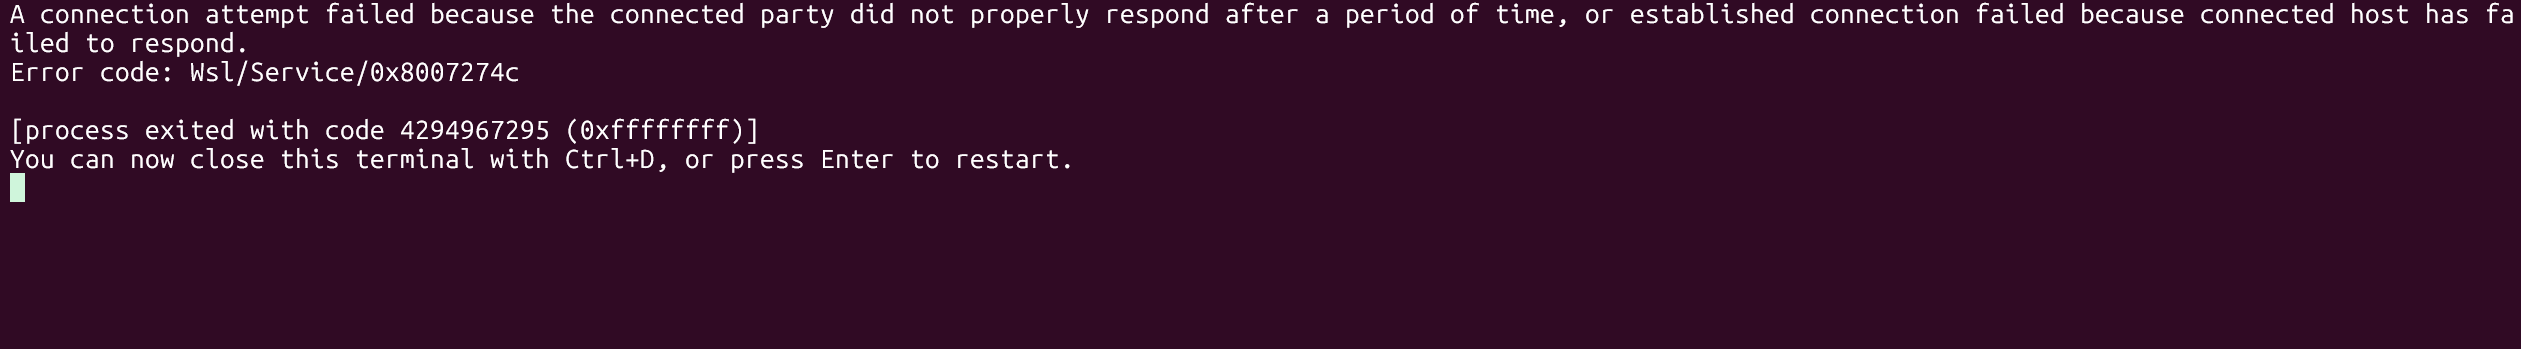 A connection attempt failed because the connected party did not properly respond after a period of time, or established connection failed because connected host has fa
iled to respond.
Error code: Wsl/Service/0x8007274c
[process exited with code 4294967295 (0xffffffff)]
You can now close this terminal with Ctrl+D, or press Enter to restart.